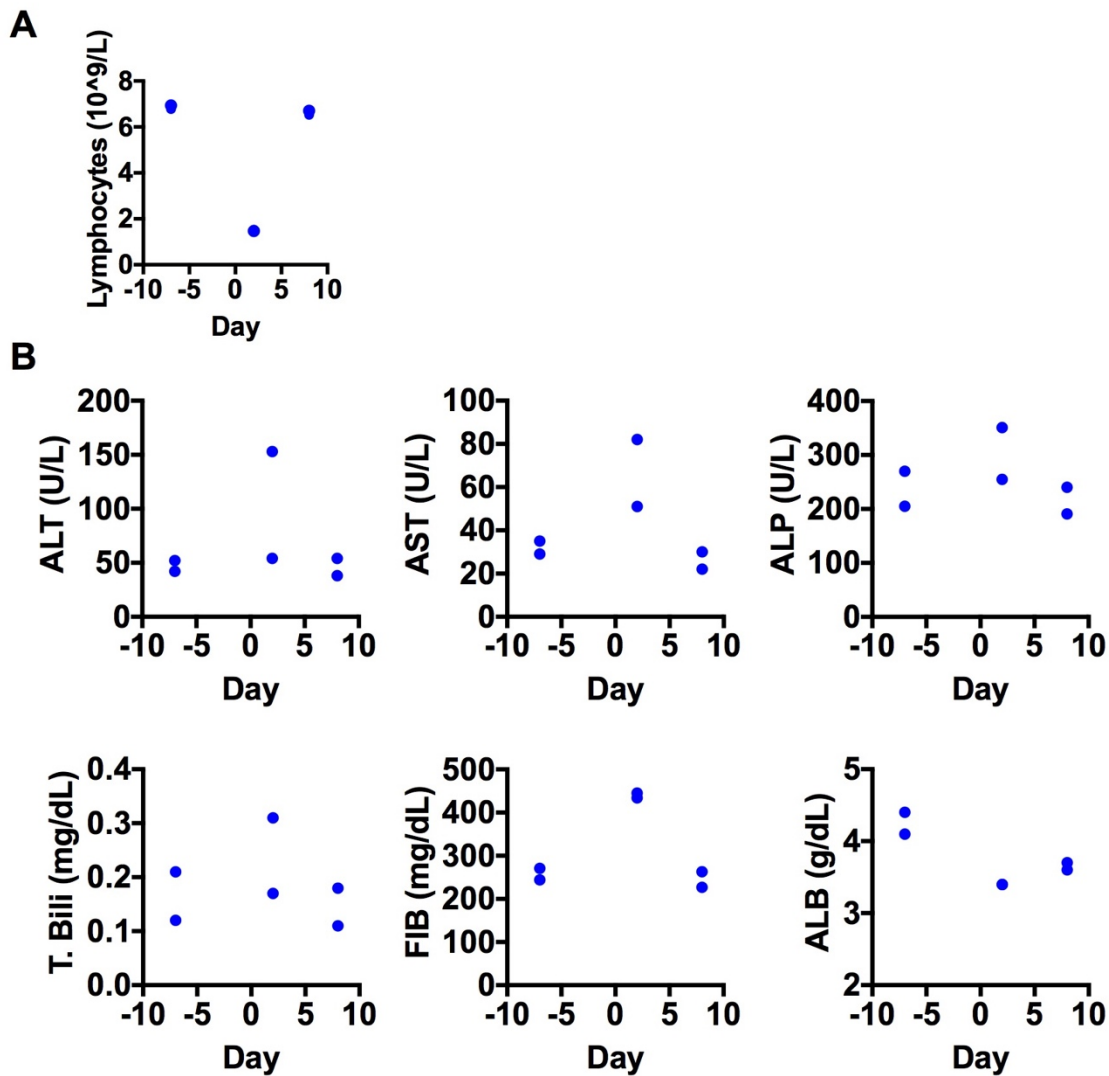 A
Lymphocytes (10^9/L)
8
6
4
2
0
-10 -5 0 5 10
Day
B
ALT (U/L)
200
150
100
50
0
-10 -5 0 5 10
Day
AST (U/L)
100
80
60
40
20
0
-10 -5 0 5 10
Day
ALP (U/L)
400
300
200
100
0
-10 -5 0 5 10
Day
T. Bili (mg/dL)
0.4
0.3
0.2
0.1
0.0
-10 -5 0 5 10
Day
FIB (mg/dL)
500
400
300
200
100
0
-10 -5 0 5 10
Day
ALB (g/dL)
5
4
3
2
-10 -5 0 5 10
Day